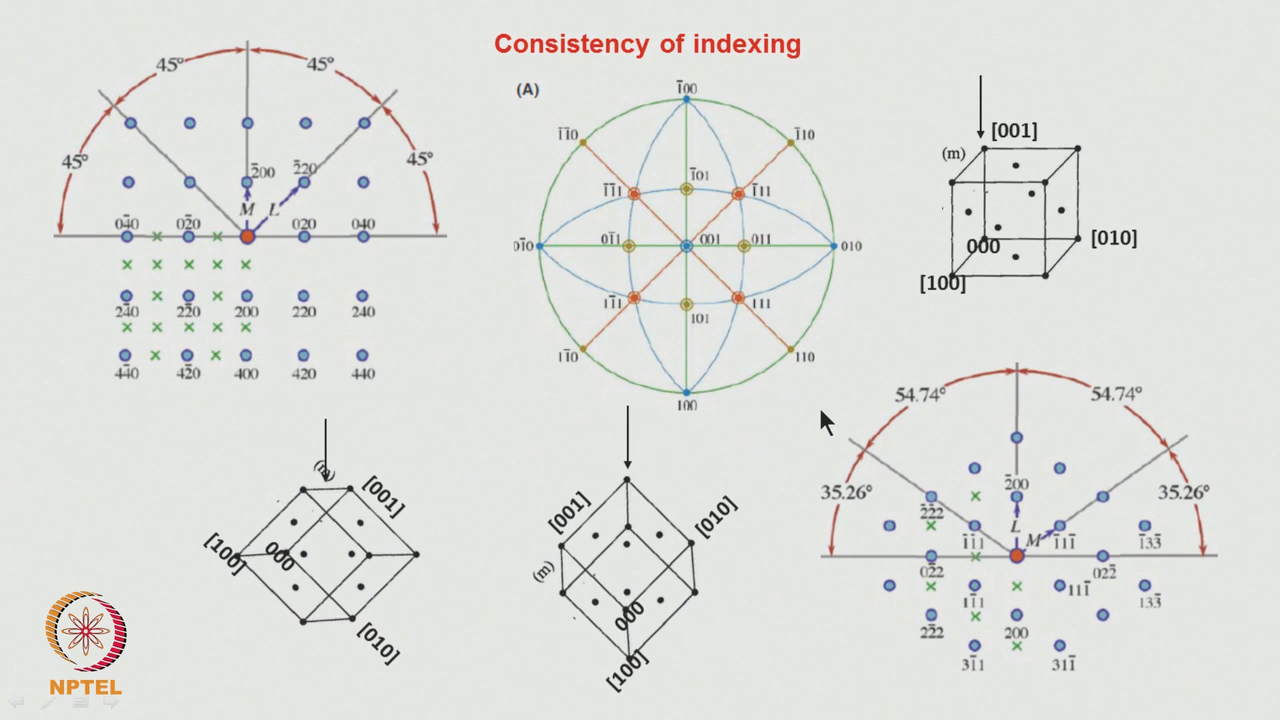 Consistency of indexing
45° 45°
45° 45°
2̄00 2̄20
M L
04̄0 02̄0 020 040
24̄0 22̄0 200 220 240
44̄0 42̄0 400 420 440
(A)
1̄00
1̄1̄0 1̄10
1̄01
1̄1̄1 1̄11
01̄0 01̄1 001 011 010
11̄1 111
101
11̄0 110
100
[001]
(m)
000 [010]
[100]
(m)
[001]
[100] 000
[010]
[001] [010]
(m)
000
[100]
54.74° 54.74°
35.26° 35.26°
2̄00
2̄2̄2
L M
1̄1̄1 1̄11̄ 1̄33̄
02̄2 02̄2̄
11̄1 111̄ 133̄
22̄2 200
31̄1 311̄
NPTEL